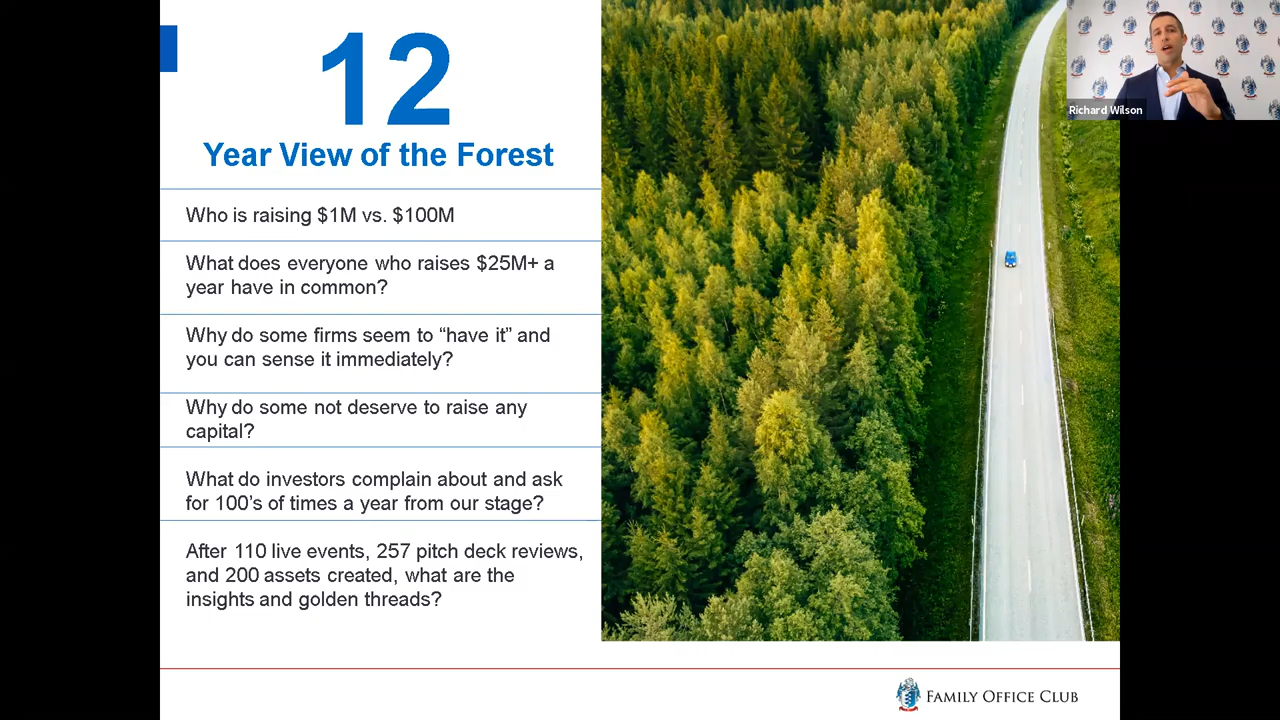 12
Year View of the Forest
Who is raising $1M vs. $100M
What does everyone who raises $25M+ a
year have in common?
Why do some firms seem to “have it” and
you can sense it immediately?
Why do some not deserve to raise any
capital?
What do investors complain about and ask
for 100’s of times a year from our stage?
After 110 live events, 257 pitch deck reviews,
and 200 assets created, what are the
insights and golden threads?
Richard Wilson
FAMILY OFFICE CLUB